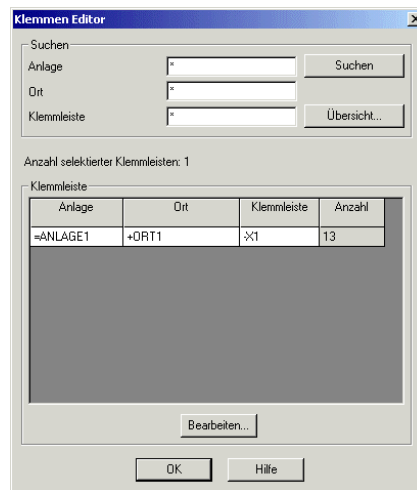 Klemmen Editor
Suchen
Anlage * Suchen
Ort *
Klemmleiste * Übersicht...
Anzahl selektierter Klemmleisten: 1
Klemmleiste
Anlage Ort Klemmleiste Anzahl
=ANLAGE1 +ORT1 -X1 13
Bearbeiten...
OK Hilfe